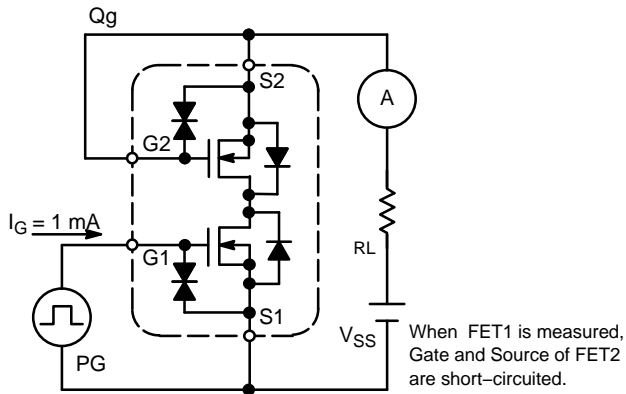 Qg
S2
A
G2
I_G = 1 mA
G1
RL
S1
V_SS
PG
When FET1 is measured,
Gate and Source of FET2
are short−circuited.